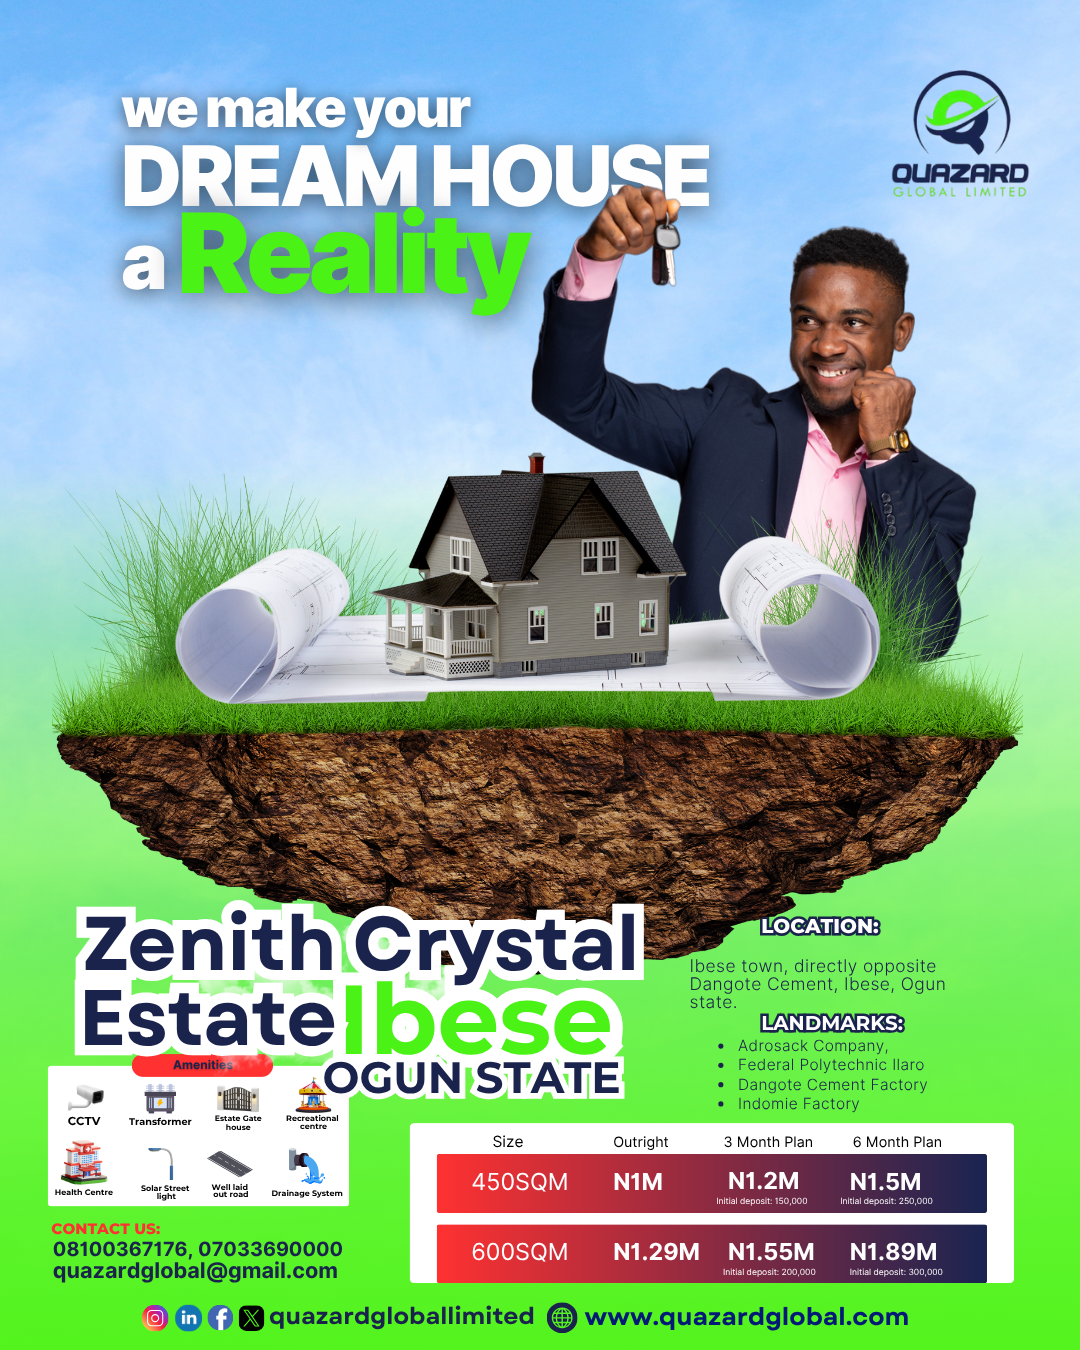 we make your
DREAM HOUSE
a Reality
QUAZARD
GLOBAL LIMITED
Zenith Crystal
Estate Ibese
OGUN STATE
LOCATION:
Ibese town, directly opposite
Dangote Cement, Ibese, Ogun
state.
LANDMARKS:
• Adrosack Company,
• Federal Polytechnic Ilaro
• Dangote Cement Factory
• Indomie Factory
Amenities
CCTV
Transformer
Estate Gate
house
Recreational
centre
Health Centre
Solar Street
light
Well laid
out road
Drainage System
Size Outright 3 Month Plan 6 Month Plan
450SQM N1M N1.2M N1.5M
Initial deposit: 150,000 Initial deposit: 250,000
600SQM N1.29M N1.55M N1.89M
Initial deposit: 200,000 Initial deposit: 300,000
CONTACT US:
08100367176, 07033690000
quazardglobal@gmail.com
quazardgloballimited www.quazardglobal.com